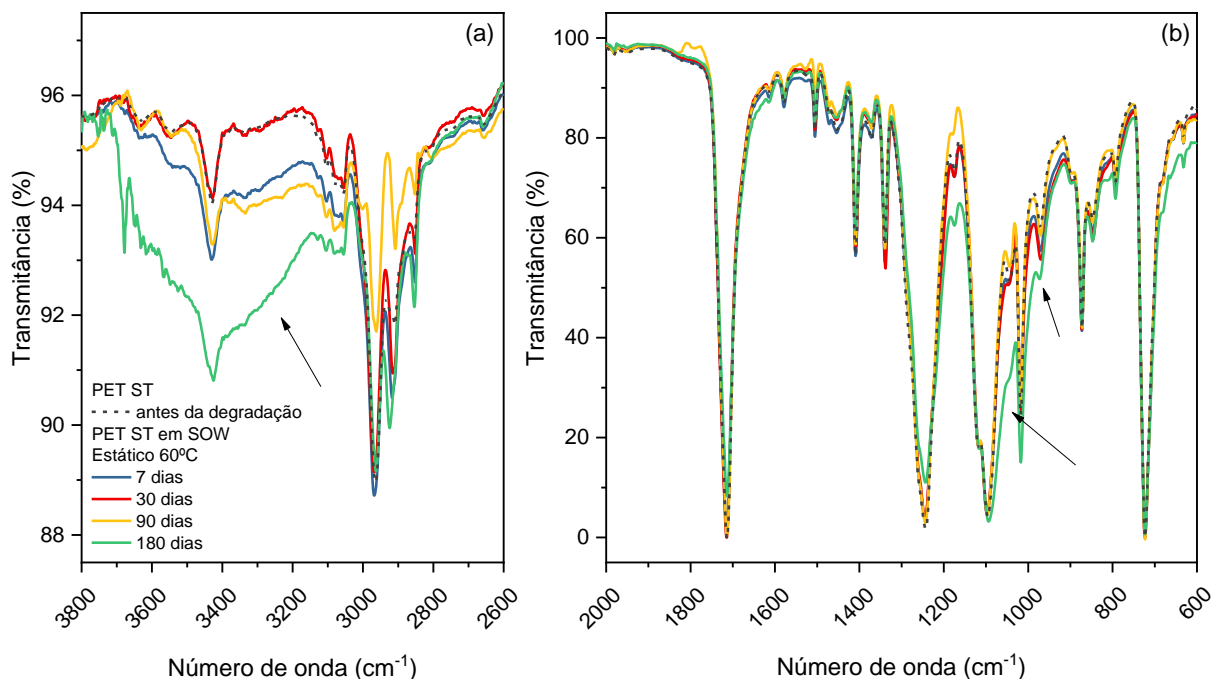 (a)
96
94
92
90
88
Transmitância (%)
PET ST
antes da degradação
PET ST em SOW
Estático 60ºC
7 dias
30 dias
90 dias
180 dias
3800
3600
3400
3200
3000
2800
2600
Número de onda (cm⁻¹)
(b)
100
80
60
40
20
0
Transmitância (%)
2000
1800
1600
1400
1200
1000
800
600
Número de onda (cm⁻¹)